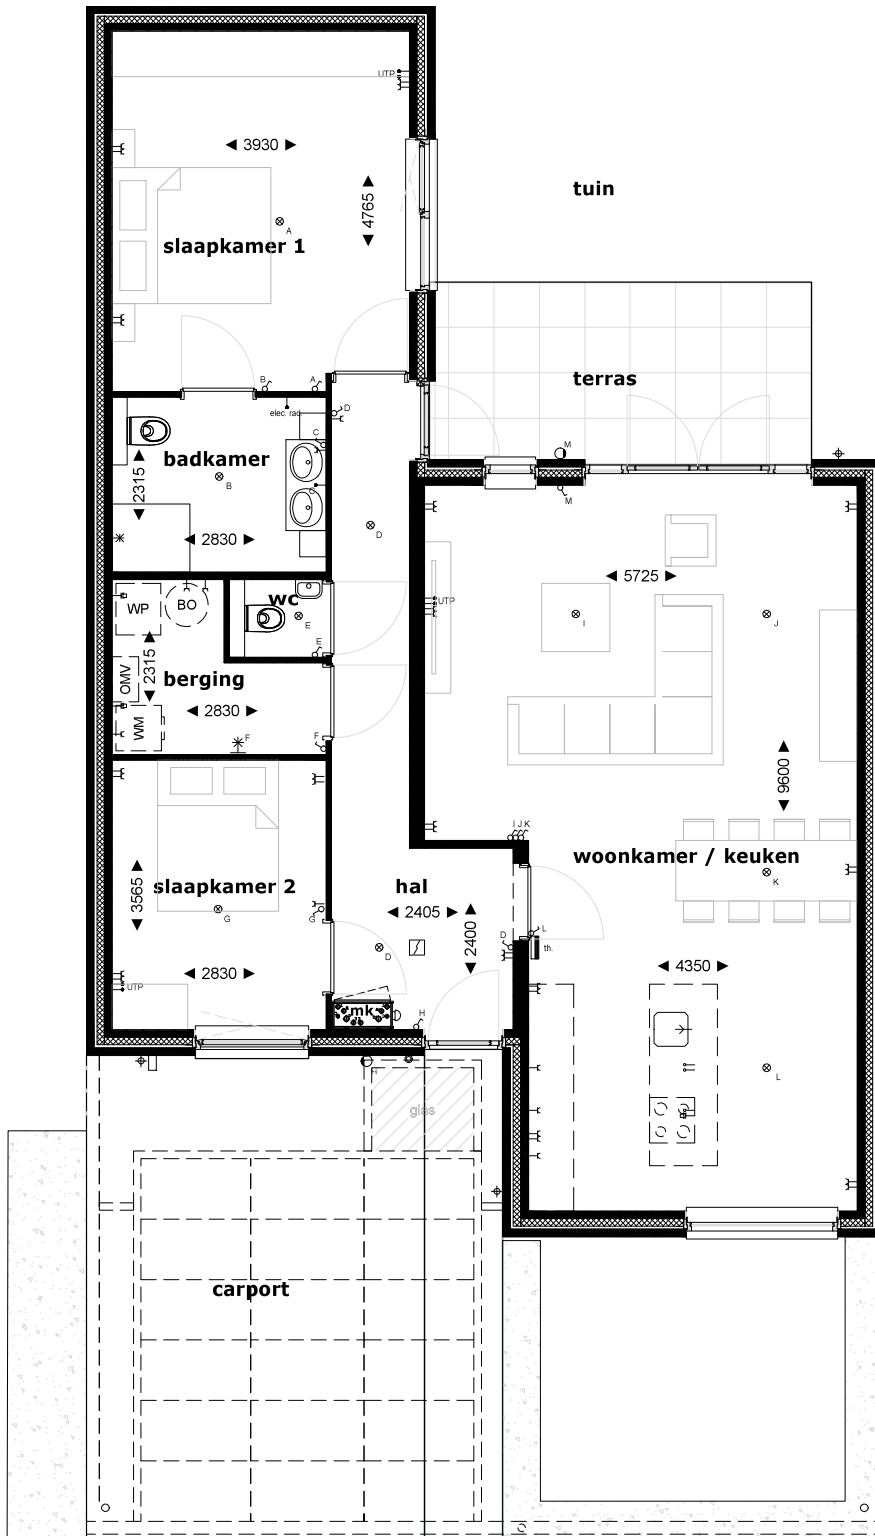 UTP
3930
4765
tuin
A
slaapkamer 1
terras
B
A
elec. rad
D
C
M
badkamer
B
C
2315
M
2830
D
5725
WP
BO
wc
UTP
E
I
J
E
2315
OMV
berging
2830
WM
F
F
9600
I J K
woonkamer / keuken
K
slaapkamer 2
hal
3565
G
G
2405
2400
L
D
D
th.
2830
4350
UTP
mk
H
H
L
glas
carport